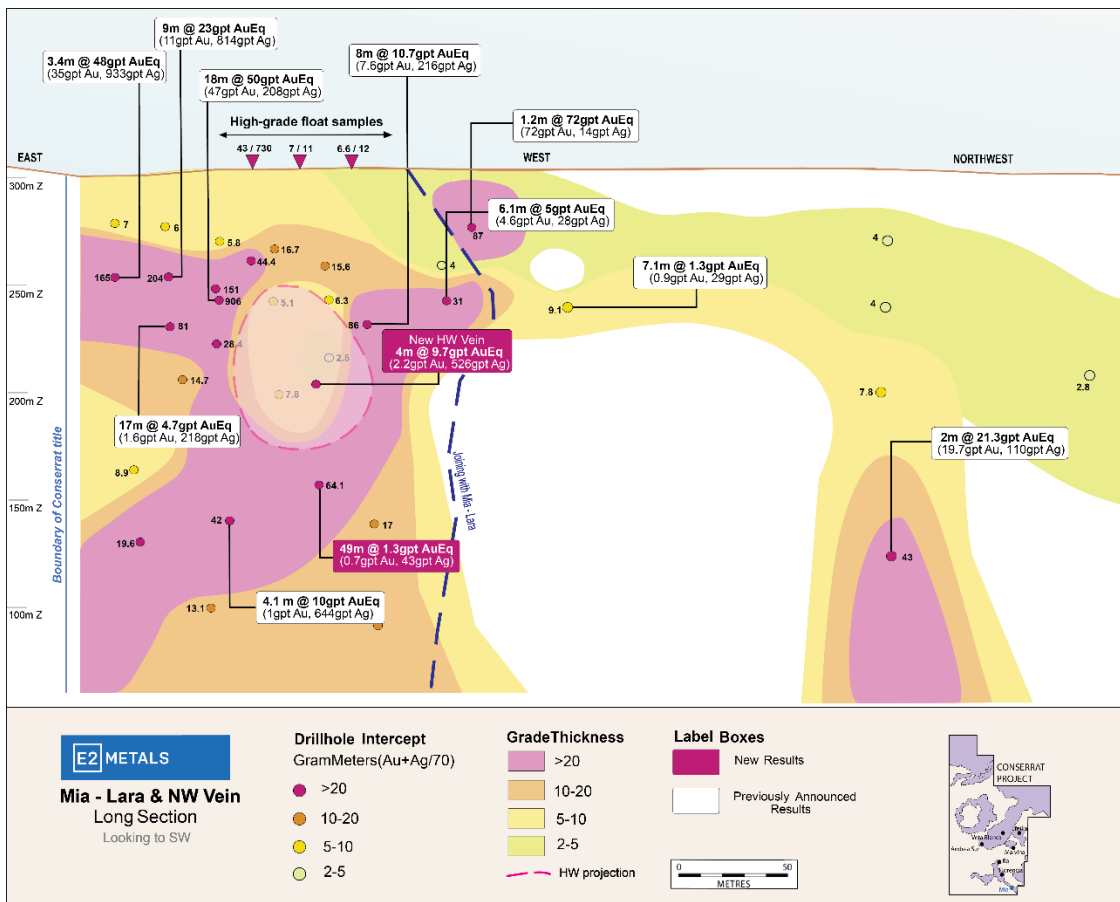 9m @ 23gpt AuEq
(11gpt Au, 814gpt Ag)
3.4m @ 48gpt AuEq
(35gpt Au, 933gpt Ag)
18m @ 50gpt AuEq
(47gpt Au, 208gpt Ag)
8m @ 10.7gpt AuEq
(7.6gpt Au, 216gpt Ag)
1.2m @ 72gpt AuEq
(72gpt Au, 14gpt Ag)
High-grade float samples
43 / 730
7 / 11
6.6 / 12
EAST
WEST
NORTHWEST
300m Z
250m Z
200m Z
150m Z
100m Z
Boundary of Conserrat title
6.1m @ 5gpt AuEq
(4.6gpt Au, 28gpt Ag)
7.1m @ 1.3gpt AuEq
(0.9gpt Au, 29gpt Ag)
7
6
5.8
16.7
44.4
15.6
4
87
4
165
204
151
906
5.1
6.3
31
9.1
4
81
86
28.4
2.5
New HW Vein
4m @ 9.7gpt AuEq
(2.2gpt Au, 526gpt Ag)
14.7
7.8
7.8
2.8
17m @ 4.7gpt AuEq
(1.6gpt Au, 218gpt Ag)
2m @ 21.3gpt AuEq
(19.7gpt Au, 110gpt Ag)
Joining with Mia - Lara
8.9
64.1
42
17
19.6
43
49m @ 1.3gpt AuEq
(0.7gpt Au, 43gpt Ag)
4.1 m @ 10gpt AuEq
(1gpt Au, 644gpt Ag)
13.1
E2 METALS
Mia - Lara & NW Vein
Long Section
Looking to SW
Drillhole Intercept
GramMeters(Au+Ag/70)
>20
10-20
5-10
2-5
GradeThickness
>20
10-20
5-10
2-5
HW projection
Label Boxes
New Results
Previously Announced
Results
0 50
METRES
CONSERRAT
PROJECT
Vera Blanca
Andrea Sur
Malvina
Ita
Florencia
Mia